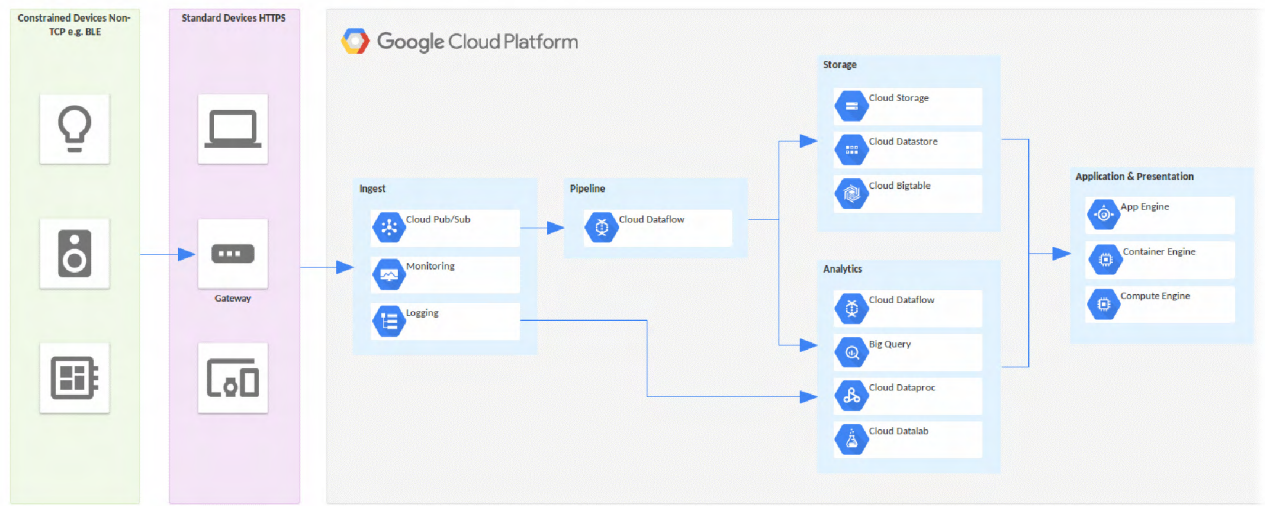 Constrained Devices Non-
TCP e.g. BLE
Standard Devices HTTPS
Gateway
Google Cloud Platform
Ingest
Cloud Pub/Sub
Monitoring
Logging
Pipeline
Cloud Dataflow
Storage
Cloud Storage
Cloud Datastore
Cloud Bigtable
Analytics
Cloud Dataflow
Big Query
Cloud Dataproc
Cloud Datalab
Application & Presentation
App Engine
Container Engine
Compute Engine